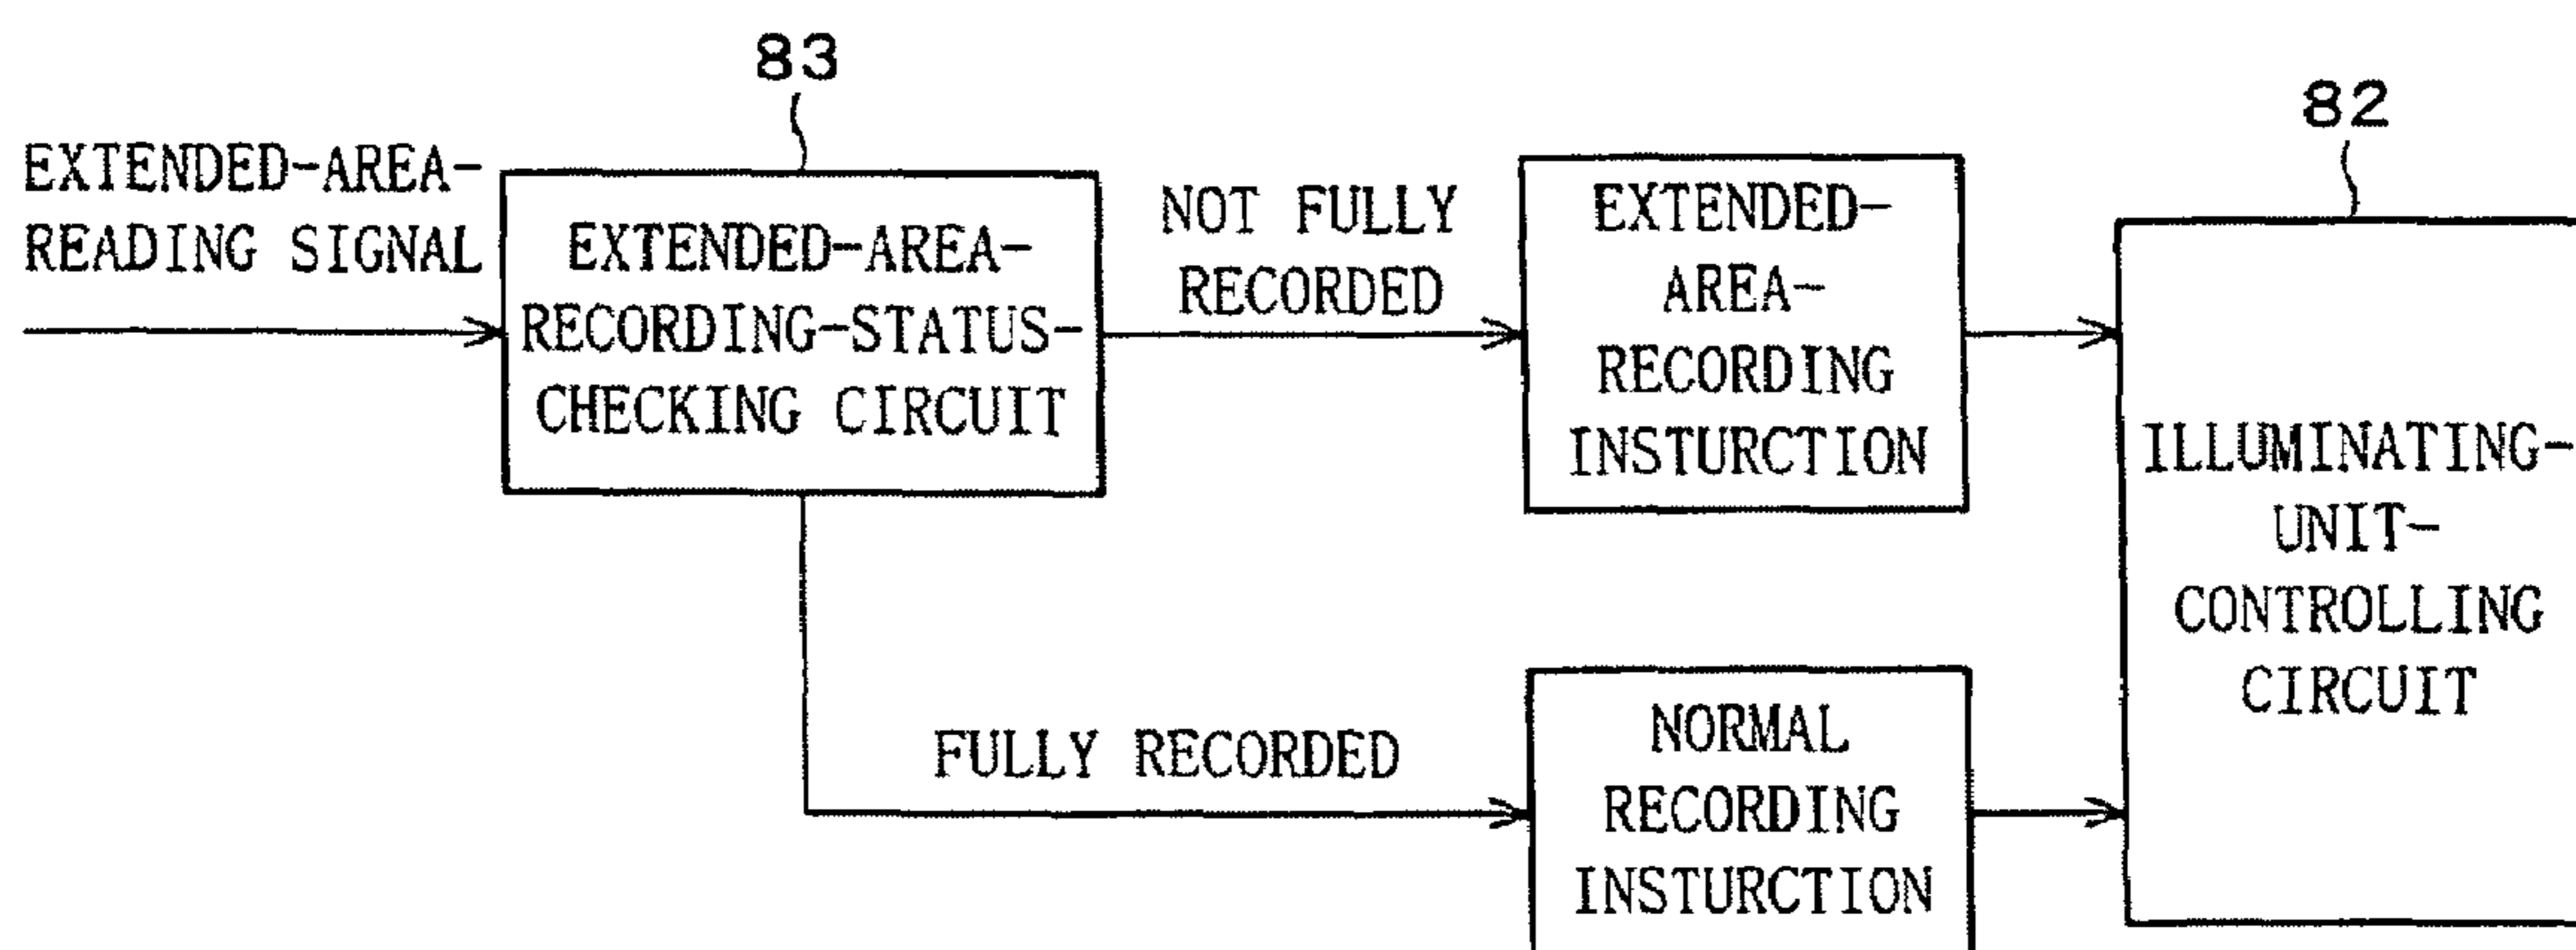 83
82
EXTENDED-AREA-
READING SIGNAL
EXTENDED-AREA-
RECORDING-STATUS-
CHECKING CIRCUIT
NOT FULLY
RECORDED
EXTENDED-
AREA-
RECORDING
INSTURCTION
ILLUMINATING-
UNIT-
CONTROLLING
CIRCUIT
FULLY RECORDED
NORMAL
RECORDING
INSTURCTION